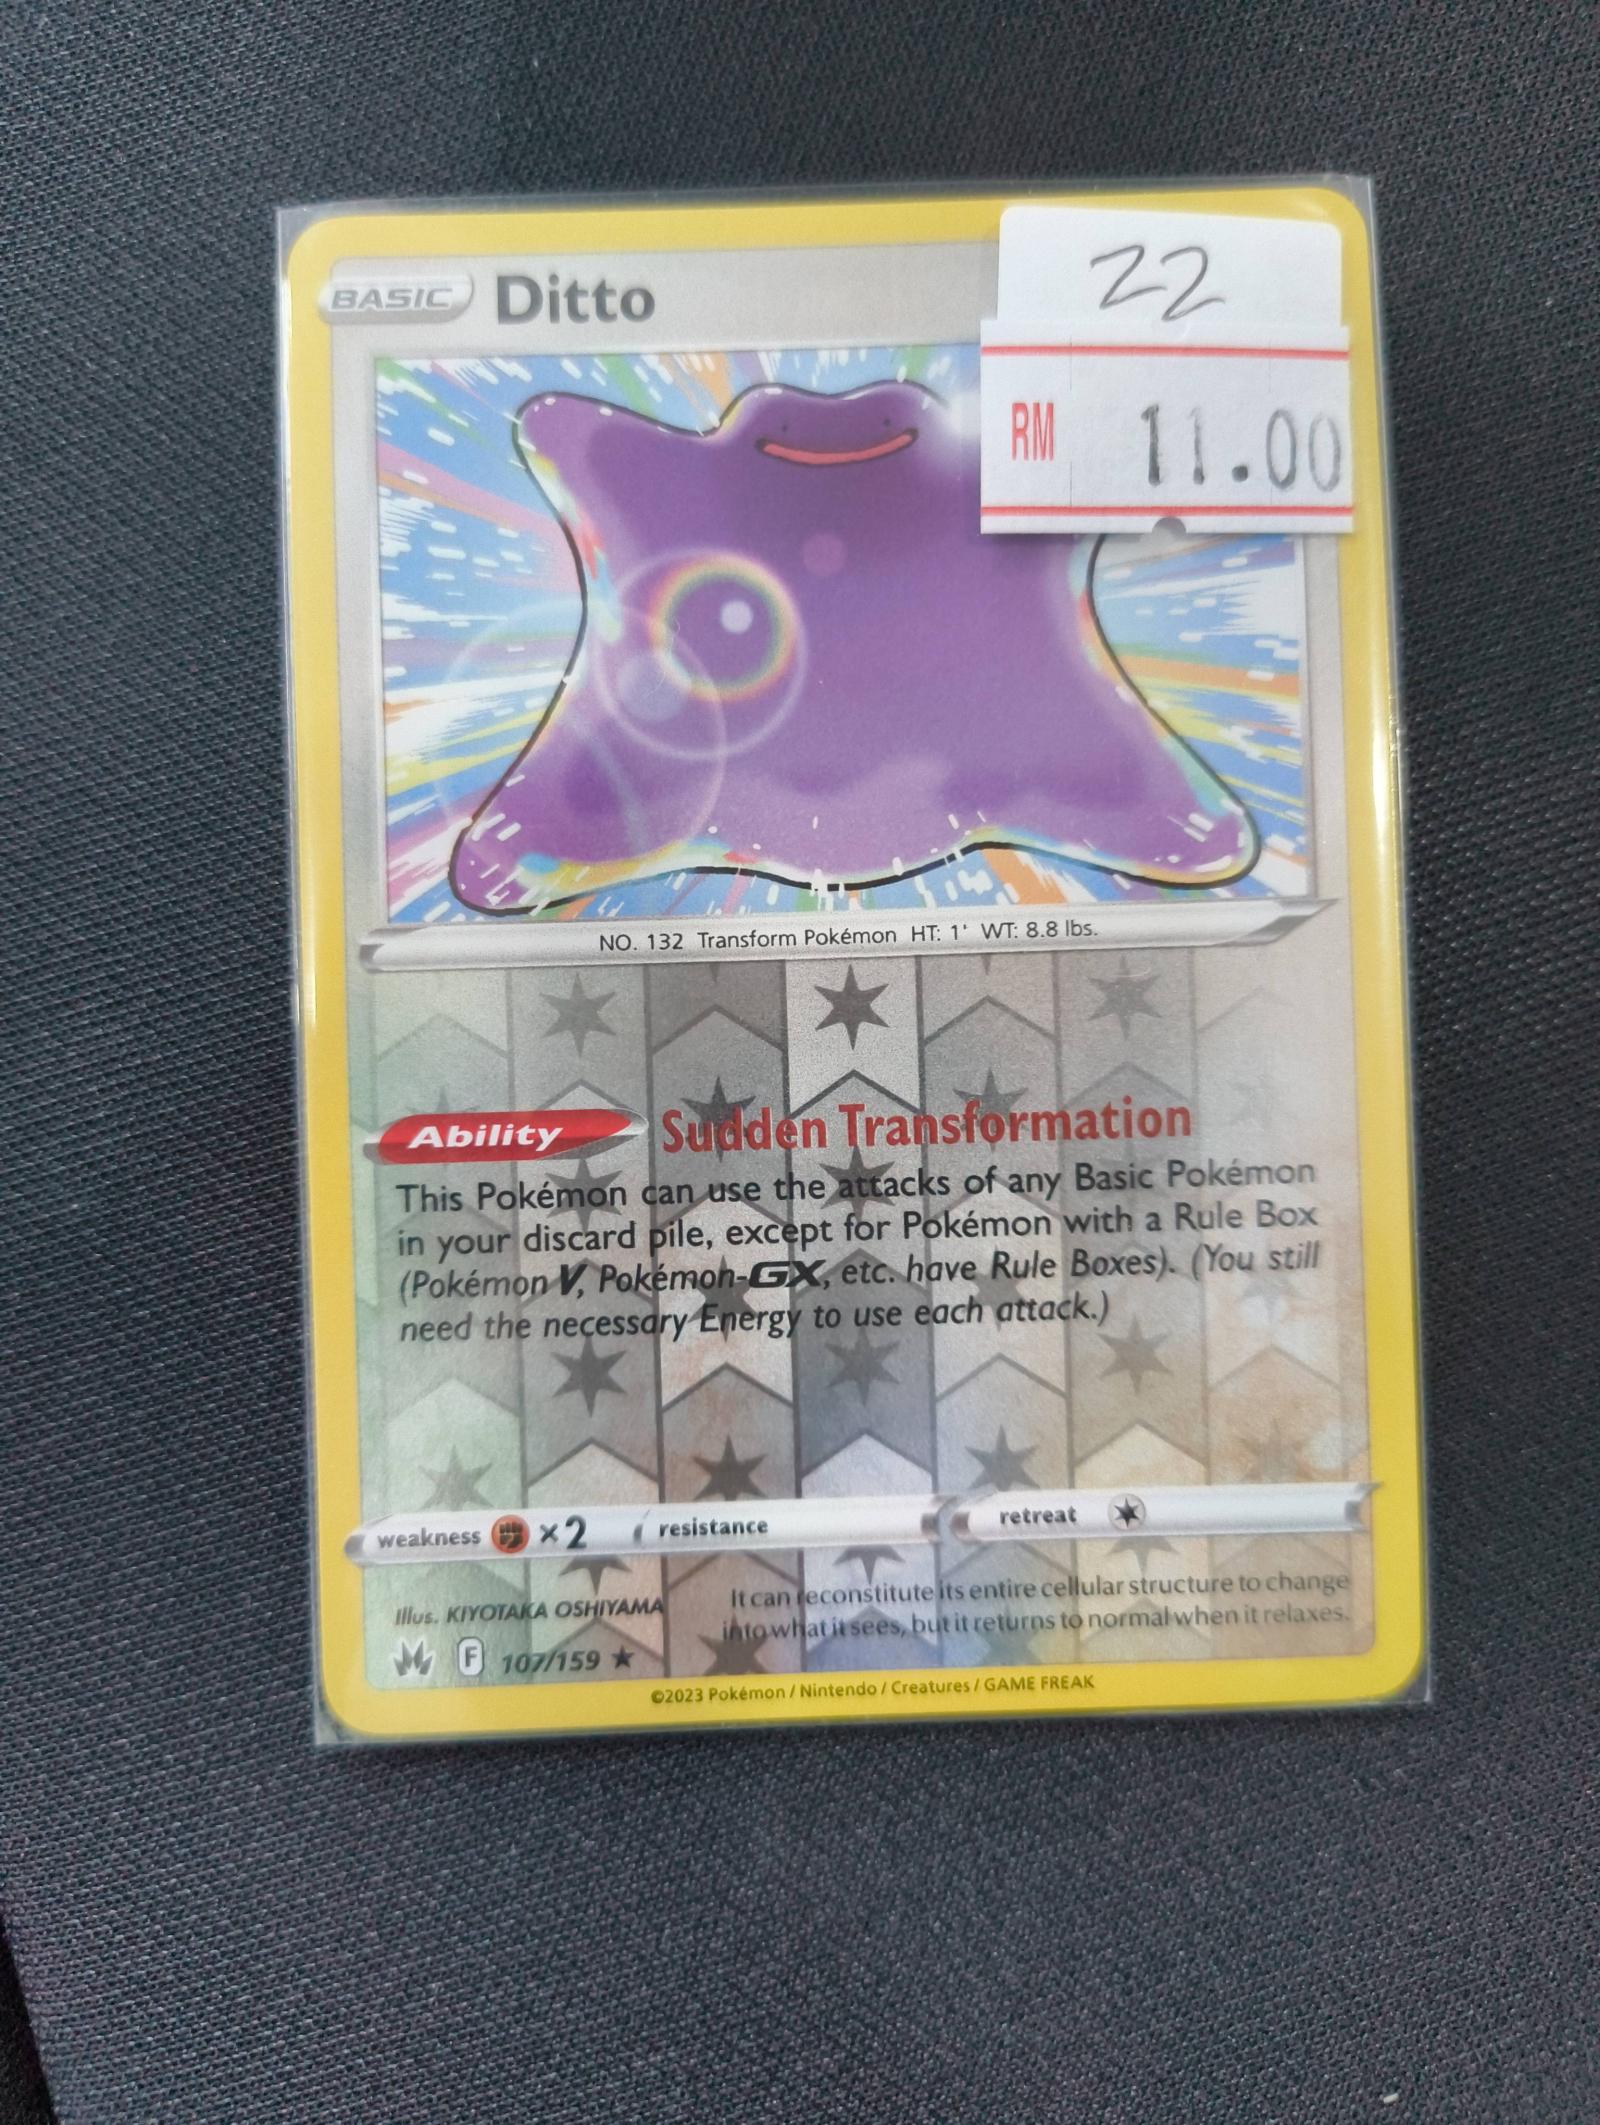 22
BASIC Ditto
RM 11.00
NO. 132 Transform Pokémon HT: 1' WT: 8.8 lbs.
Ability Sudden Transformation
This Pokémon can use the attacks of any Basic Pokémon
in your discard pile, except for Pokémon with a Rule Box
(Pokémon V, Pokémon-GX, etc. have Rule Boxes). (You still
need the necessary Energy to use each attack.)
weakness ×2 resistance retreat
Illus. KIYOTAKA OSHIYAMA
It can reconstitute its entire cellular structure to change
into what it sees, but it returns to normal when it relaxes.
F 107/159 ★
©2023 Pokémon / Nintendo / Creatures / GAME FREAK